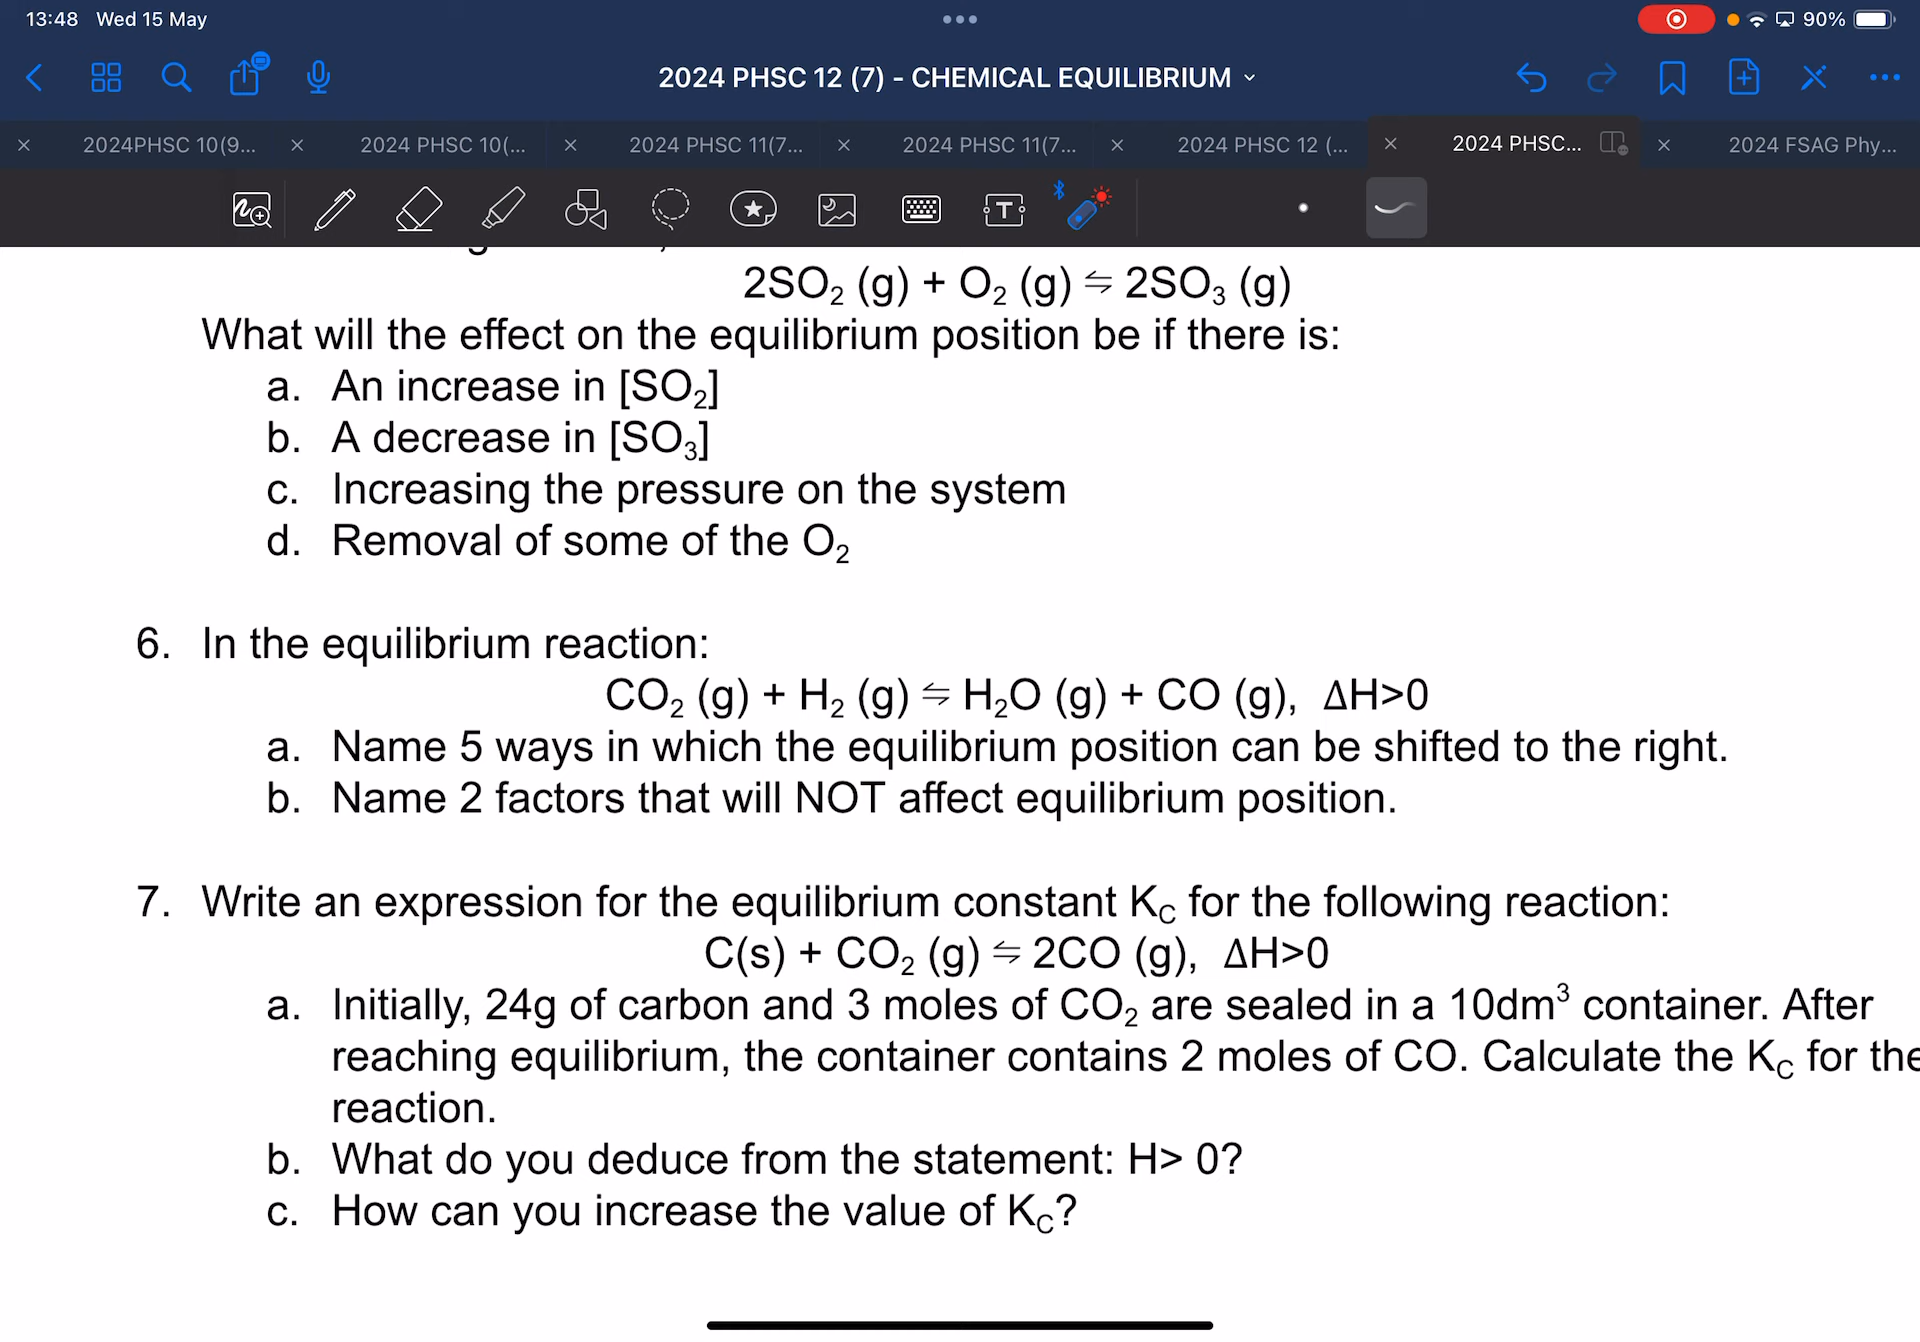 13:48 Wed 15 May
90%
2024 PHSC 12 (7) - CHEMICAL EQUILIBRIUM
2024PHSC 10(9... 2024 PHSC 10(... 2024 PHSC 11(7... 2024 PHSC 11(7... 2024 PHSC 12 (... 2024 PHSC... 2024 FSAG Phy...
2SO₂ (g) + O₂ (g) ⇋ 2SO₃ (g)
What will the effect on the equilibrium position be if there is:
a. An increase in [SO₂]
b. A decrease in [SO₃]
c. Increasing the pressure on the system
d. Removal of some of the O₂
6. In the equilibrium reaction:
CO₂ (g) + H₂ (g) ⇋ H₂O (g) + CO (g), ΔH>0
a. Name 5 ways in which the equilibrium position can be shifted to the right.
b. Name 2 factors that will NOT affect equilibrium position.
7. Write an expression for the equilibrium constant K꜀ for the following reaction:
C(s) + CO₂ (g) ⇋ 2CO (g), ΔH>0
a. Initially, 24g of carbon and 3 moles of CO₂ are sealed in a 10dm³ container. After
reaching equilibrium, the container contains 2 moles of CO. Calculate the K꜀ for the
reaction.
b. What do you deduce from the statement: H> 0?
c. How can you increase the value of K꜀?